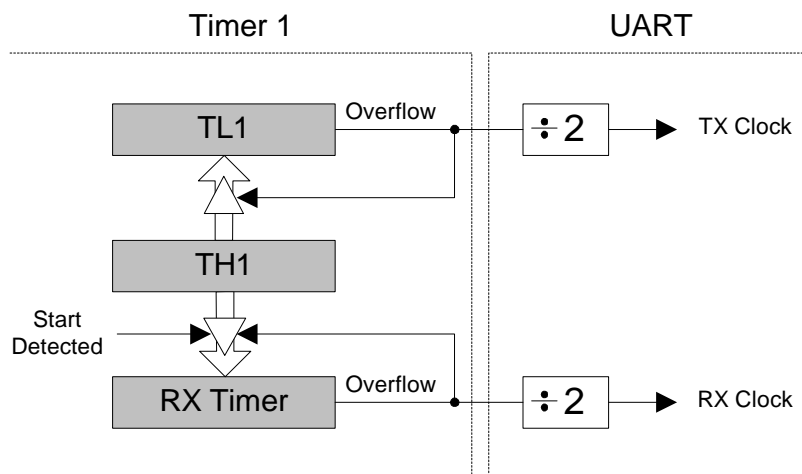 Timer 1
UART
TL1
Overflow
÷2
TX Clock
TH1
Start
Detected
RX Timer
Overflow
÷2
RX Clock